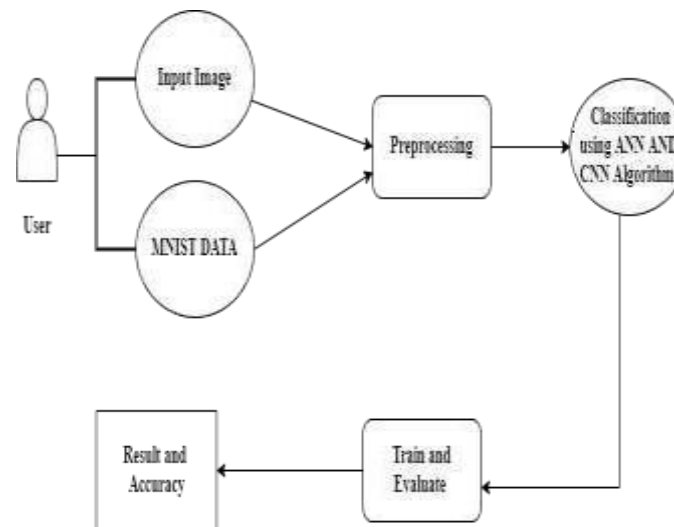 Input Image
User
MNIST DATA
Preprocessing
Classification
using ANN AND
CNN Algorithm
Train and
Evaluate
Result and
Accuracy